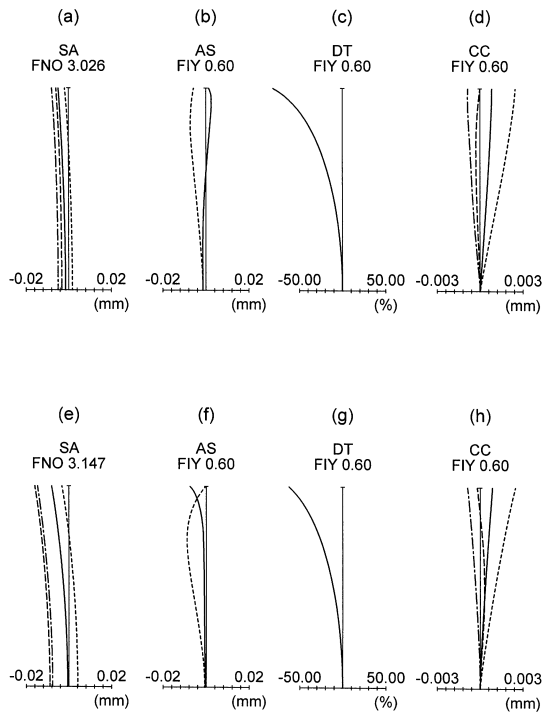 (a) (b) (c) (d)
SA AS DT CC
FNO 3.026 FIY 0.60 FIY 0.60 FIY 0.60
-0.02 0.02 -0.02 0.02 -50.00 50.00 -0.003 0.003
(mm) (mm) (%) (mm)
(e) (f) (g) (h)
SA AS DT CC
FNO 3.147 FIY 0.60 FIY 0.60 FIY 0.60
-0.02 0.02 -0.02 0.02 -50.00 50.00 -0.003 0.003
(mm) (mm) (%) (mm)